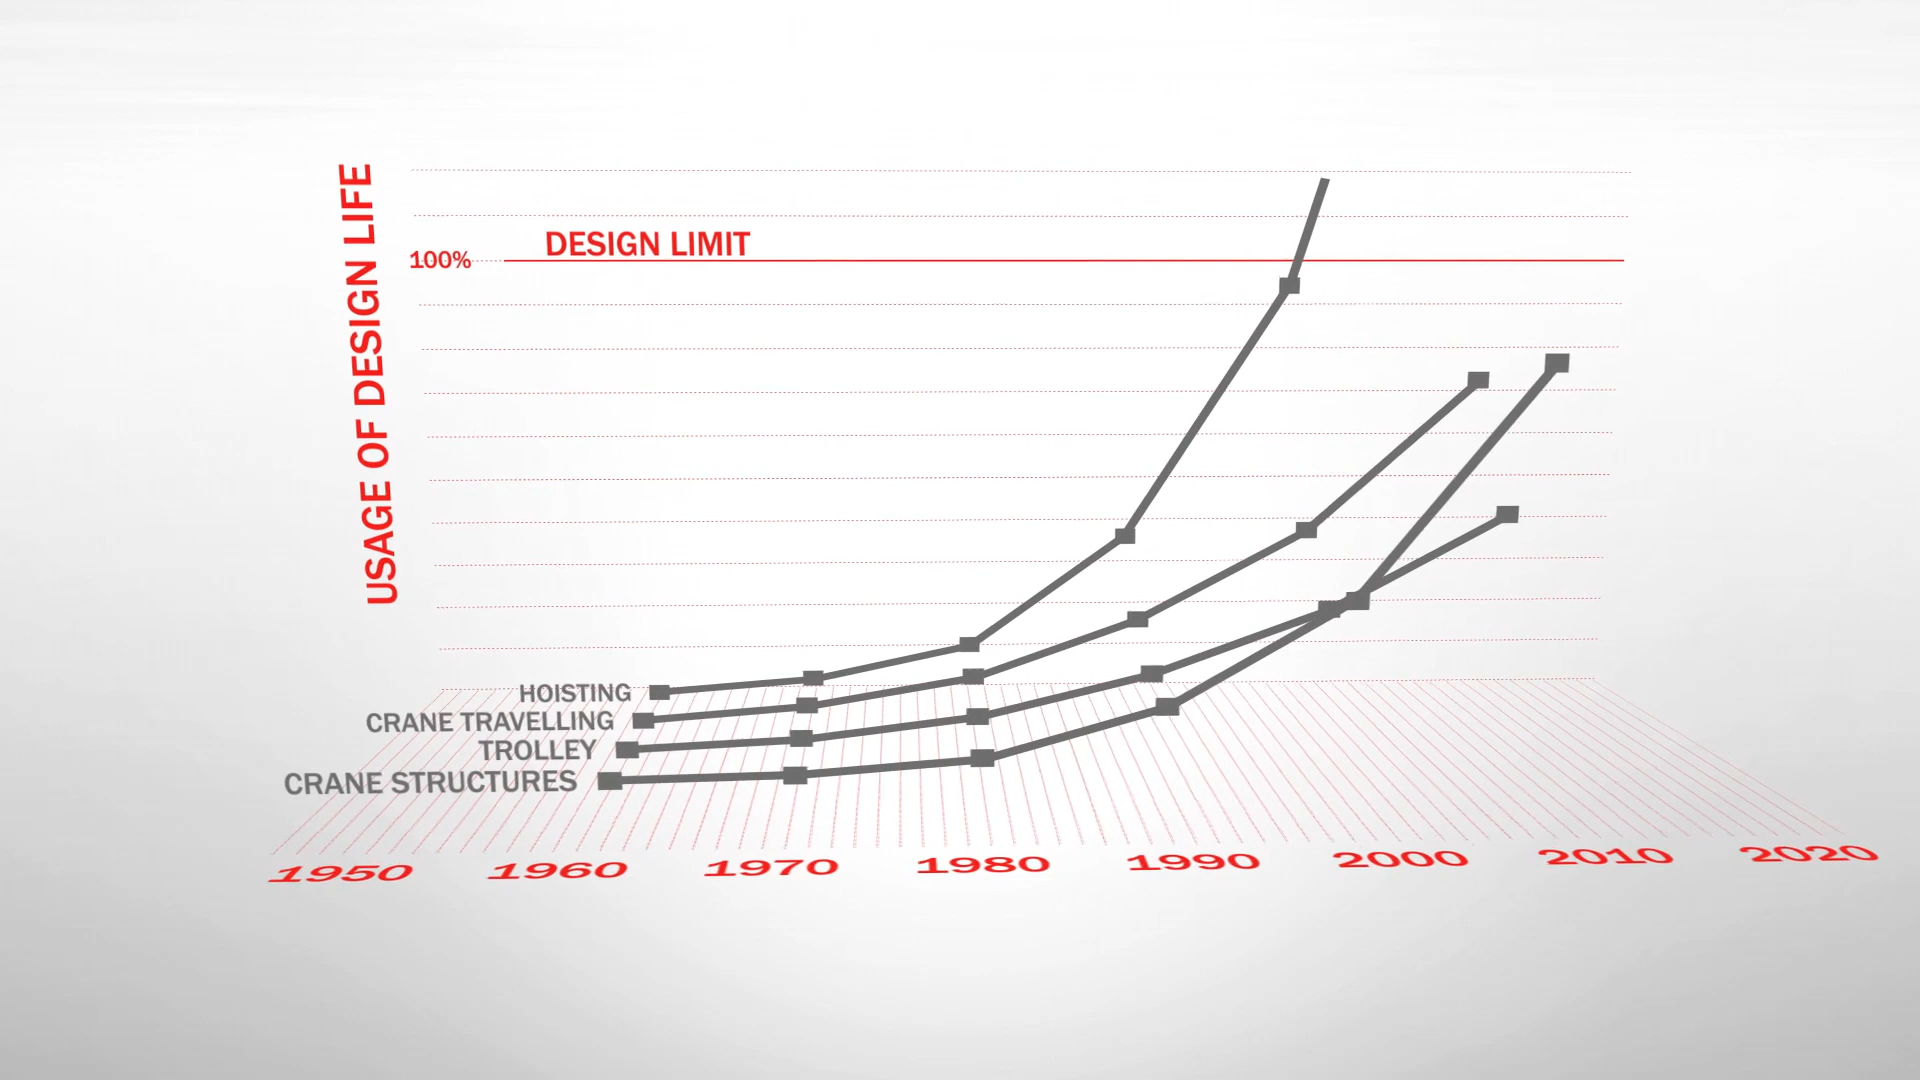 USAGE OF DESIGN LIFE
DESIGN LIMIT
100%
HOISTING
CRANE TRAVELLING
TROLLEY
CRANE STRUCTURES
1950 1960 1970 1980 1990 2000 2010 2020